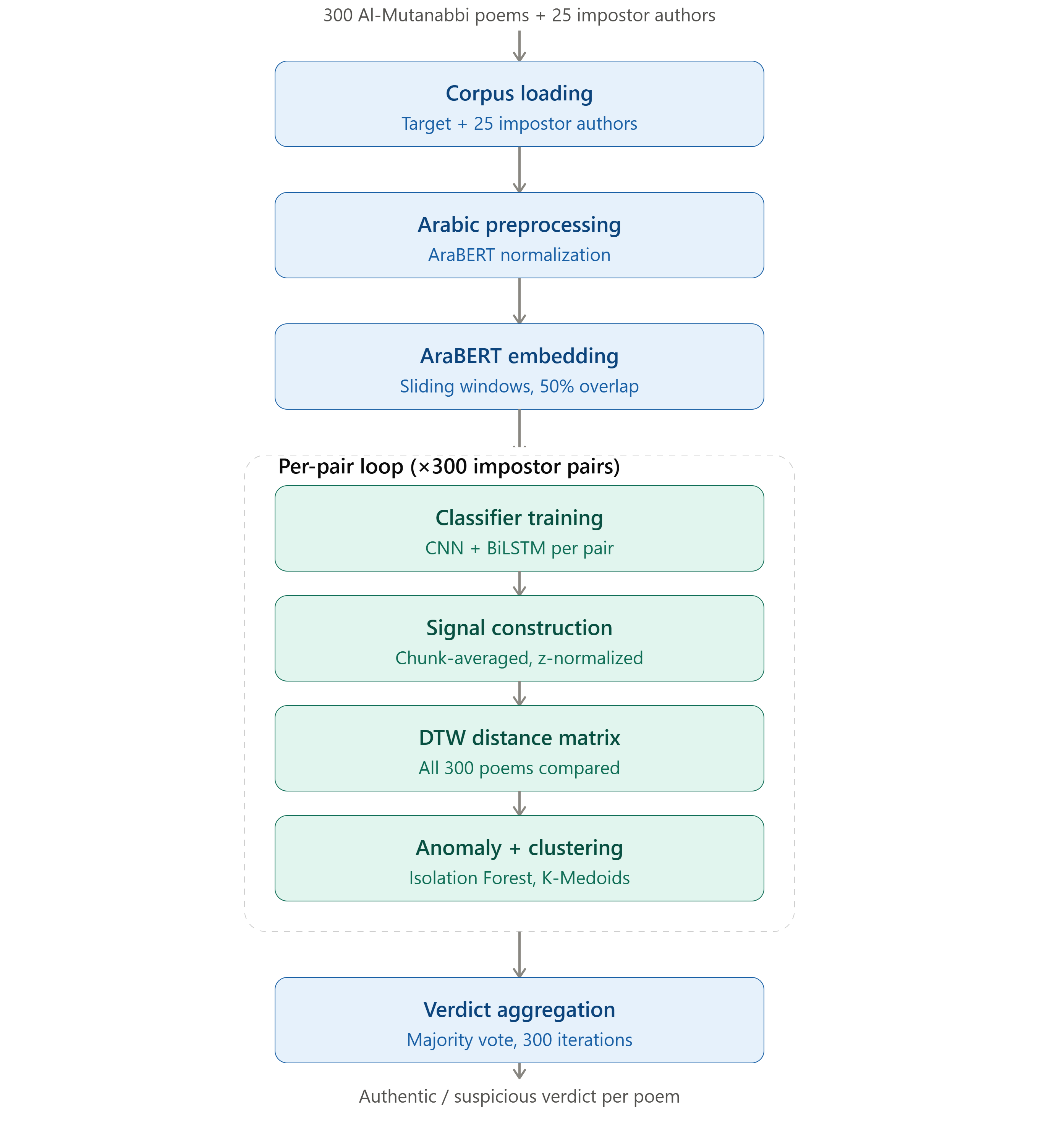 300 Al-Mutanabbi poems + 25 impostor authors
Corpus loading
Target + 25 impostor authors
Arabic preprocessing
AraBERT normalization
AraBERT embedding
Sliding windows, 50% overlap
Per-pair loop (×300 impostor pairs)
Classifier training
CNN + BiLSTM per pair
Signal construction
Chunk-averaged, z-normalized
DTW distance matrix
All 300 poems compared
Anomaly + clustering
Isolation Forest, K-Medoids
Verdict aggregation
Majority vote, 300 iterations
Authentic / suspicious verdict per poem